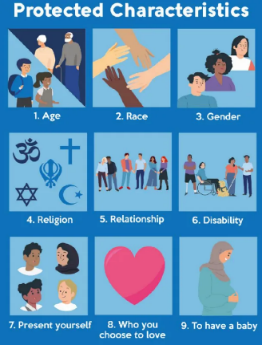 Protected Characteristics
1. Age
2. Race
3. Gender
4. Religion
5. Relationship
6. Disability
7. Present yourself
8. Who you
choose to love
9. To have a baby